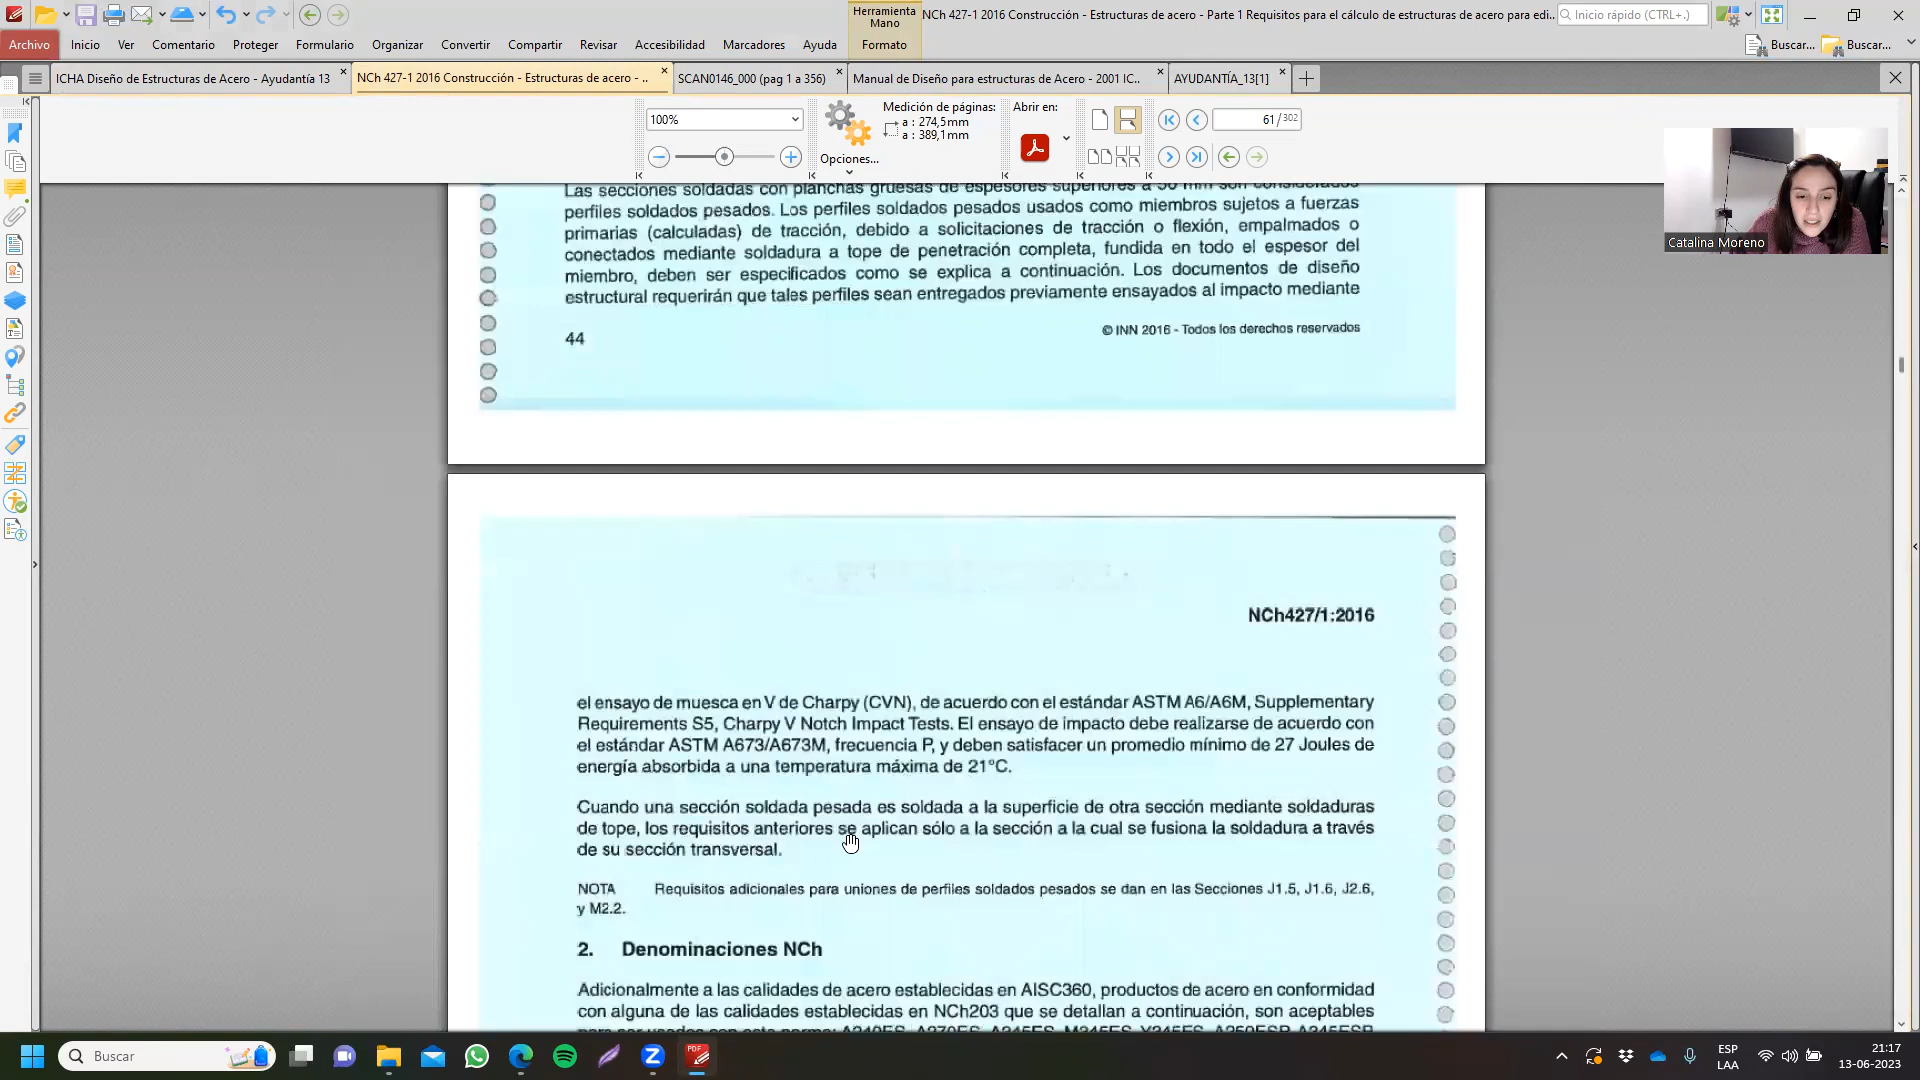 Herramienta
Mano
NCh 427-1 2016 Construcción - Estructuras de acero - Parte 1 Requisitos para el cálculo de estructuras de acero para edi..
Inicio rápido (CTRL+.)
Archivo
Inicio
Ver
Comentario
Proteger
Formulario
Organizar
Convertir
Compartir
Revisar
Accesibilidad
Marcadores
Ayuda
Formato
Buscar...
Buscar...
ICHA Diseño de Estructuras de Acero - Ayudantía 13
NCh 427-1 2016 Construcción - Estructuras de acero - ..
SCAN0146_000 (pag 1 a 356)
Manual de Diseño para estructuras de Acero - 2001 IC..
AYUDANTÍA_13[1]
100%
Opciones...
Medición de páginas:
a : 274,5mm
a : 389,1mm
Abrir en:
61 / 302
Catalina Moreno
Las secciones soldadas con planchas gruesas de espesores superiores a 50 mm son considerados
perfiles soldados pesados. Los perfiles soldados pesados usados como miembros sujetos a fuerzas
primarias (calculadas) de tracción, debido a solicitaciones de tracción o flexión, empalmados o
conectados mediante soldadura a tope de penetración completa, fundida en todo el espesor del
miembro, deben ser especificados como se explica a continuación. Los documentos de diseño
estructural requerirán que tales perfiles sean entregados previamente ensayados al impacto mediante
44
© INN 2016 - Todos los derechos reservados
NCh427/1:2016
el ensayo de muesca en V de Charpy (CVN), de acuerdo con el estándar ASTM A6/A6M, Supplementary
Requirements S5, Charpy V Notch Impact Tests. El ensayo de impacto debe realizarse de acuerdo con
el estándar ASTM A673/A673M, frecuencia P, y deben satisfacer un promedio mínimo de 27 Joules de
energía absorbida a una temperatura máxima de 21°C.
Cuando una sección soldada pesada es soldada a la superficie de otra sección mediante soldaduras
de tope, los requisitos anteriores se aplican sólo a la sección a la cual se fusiona la soldadura a través
de su sección transversal.
NOTA Requisitos adicionales para uniones de perfiles soldados pesados se dan en las Secciones J1.5, J1.6, J2.6,
y M2.2.
2. Denominaciones NCh
Adicionalmente a las calidades de acero establecidas en AISC360, productos de acero en conformidad
con alguna de las calidades establecidas en NCh203 que se detallan a continuación, son aceptables
Buscar
PDF
ESP
LAA
21:17
13-06-2023